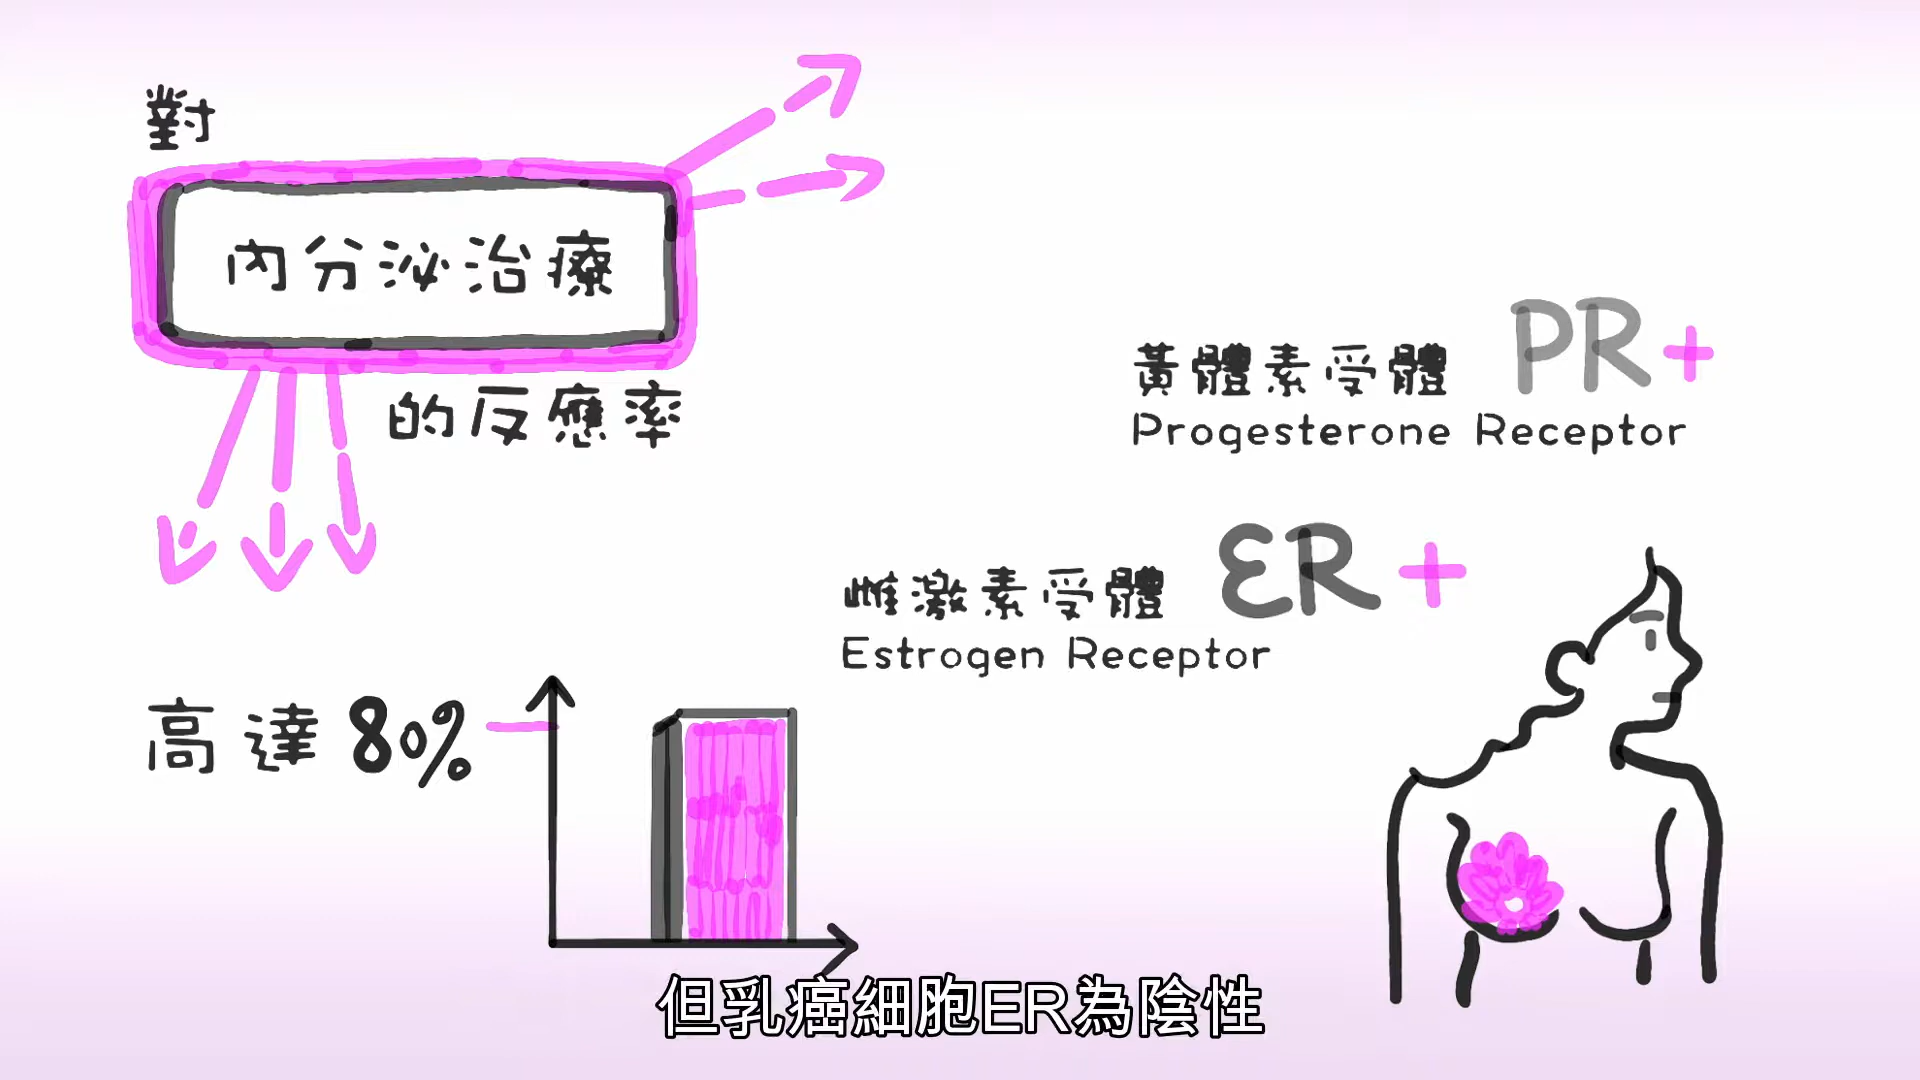 對
內分泌治療
的反應率
黃體素受體 PR+
Progesterone Receptor
雌激素受體 ER+
Estrogen Receptor
高達80%
但乳癌細胞ER為陰性